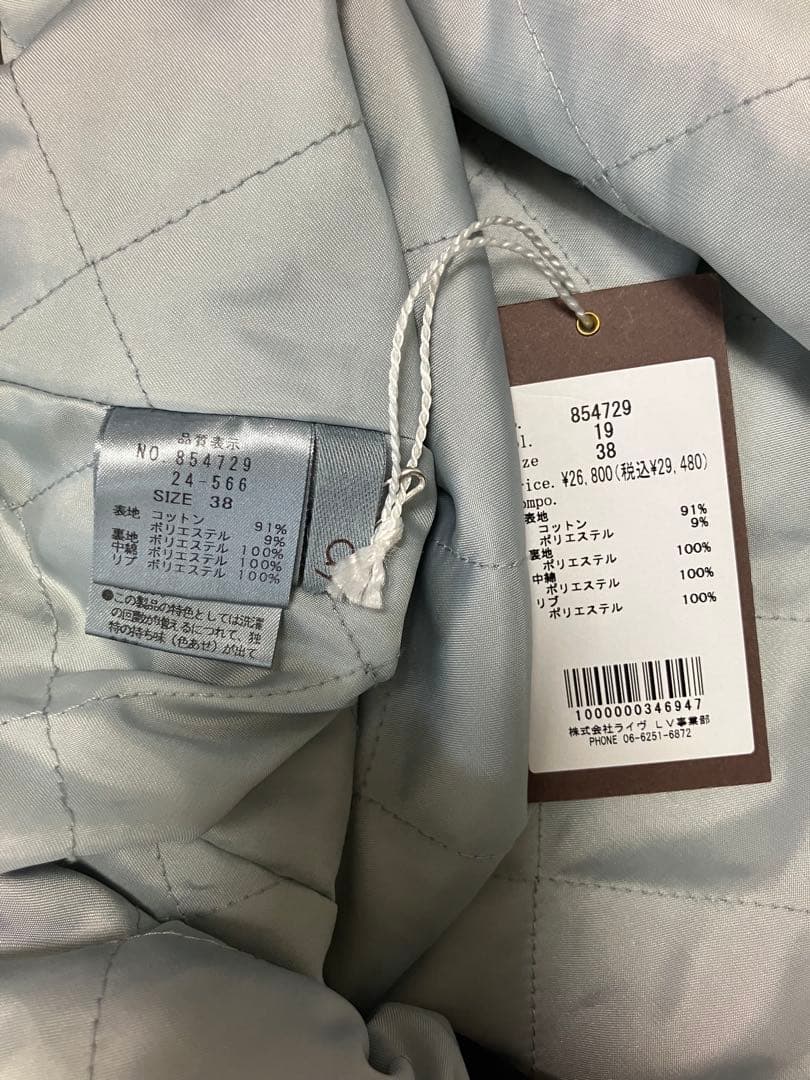 品質表示
NO. 854729
24-566
SIZE 38
表地 コットン 91%
ポリエステル 9%
裏地 ポリエステル 100%
中綿 ポリエステル 100%
リブ ポリエステル 100%
●この製品の特色としては洗濯
の回数が増えるにつれて、独
特の持ち味（色あせ）が出て
G
854729
l. 19
ze 38
rice. ¥26,800(税込¥29,480)
ompo.
表地
コットン 91%
ポリエステル 9%
裏地
ポリエステル 100%
中綿
ポリエステル 100%
リブ
ポリエステル 100%
1000000346947
株式会社ライヴ LV事業部
PHONE 06-6251-6872